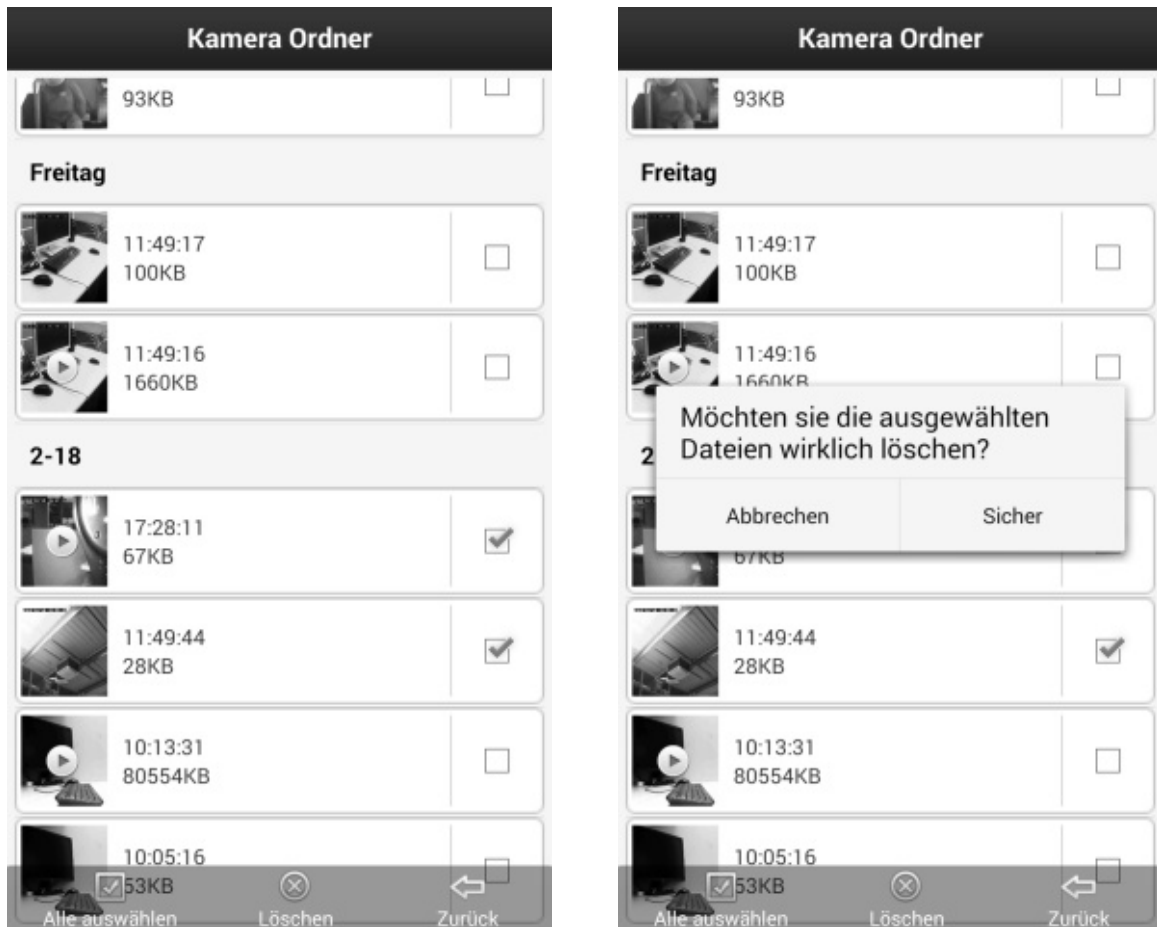 Kamera Ordner
93KB
Freitag
11:49:17
100KB
11:49:16
1660KB
2-18
17:28:11
67KB
11:49:44
28KB
10:13:31
80554KB
10:05:16
53KB
Alle auswählen
Löschen
Zurück
Kamera Ordner
93KB
Freitag
11:49:17
100KB
11:49:16
1660KB
2
Möchten sie die ausgewählten
Dateien wirklich löschen?
Abbrechen
Sicher
67KB
11:49:44
28KB
10:13:31
80554KB
10:05:16
53KB
Alle auswählen
Löschen
Zurück